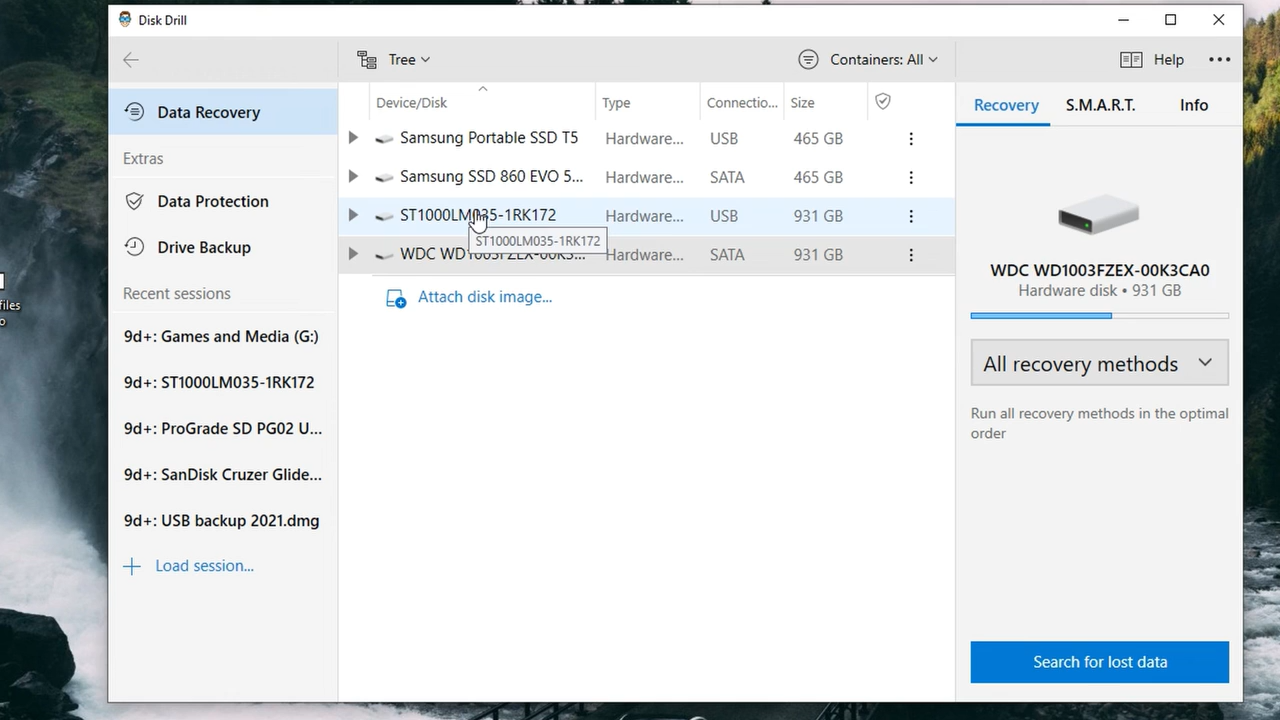 Disk Drill
Tree
Containers: All
Help
Data Recovery
Extras
Data Protection
Drive Backup
Recent sessions
9d+: Games and Media (G:)
9d+: ST1000LM035-1RK172
9d+: ProGrade SD PG02 U...
9d+: SanDisk Cruzer Glide...
9d+: USB backup 2021.dmg
Load session...
Device/Disk Type Connectio... Size
Samsung Portable SSD T5 Hardware... USB 465 GB
Samsung SSD 860 EVO 5... Hardware... SATA 465 GB
ST1000LM035-1RK172 Hardware... USB 931 GB
ST1000LM035-1RK172
WDC WD1003FZEX-00K3... Hardware... SATA 931 GB
Attach disk image...
Recovery S.M.A.R.T. Info
WDC WD1003FZEX-00K3CA0
Hardware disk • 931 GB
All recovery methods
Run all recovery methods in the optimal
order
Search for lost data
files